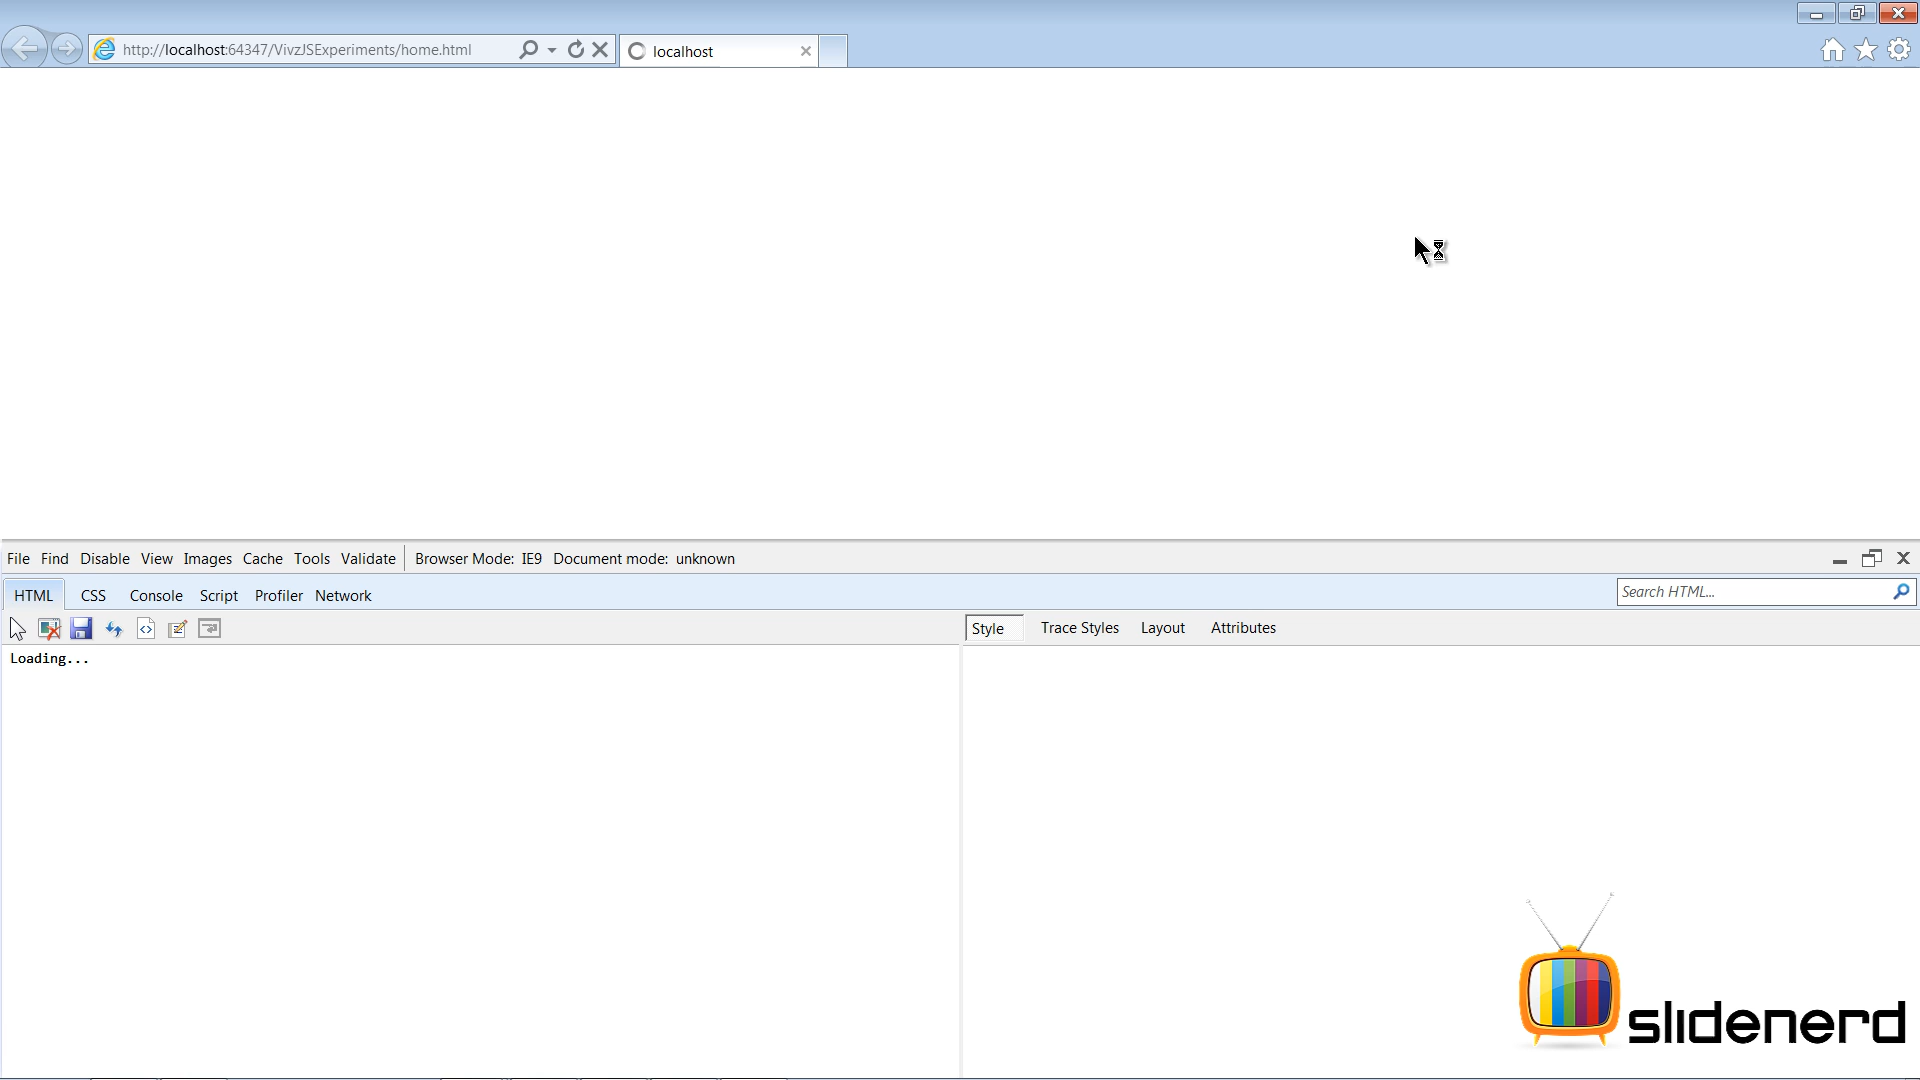 http://localhost:64347/VivzJSExperiments/home.html
localhost
File Find Disable View Images Cache Tools Validate Browser Mode: IE9 Document mode: unknown
HTML CSS Console Script Profiler Network
Search HTML...
Style Trace Styles Layout Attributes
Loading...
slidenerd